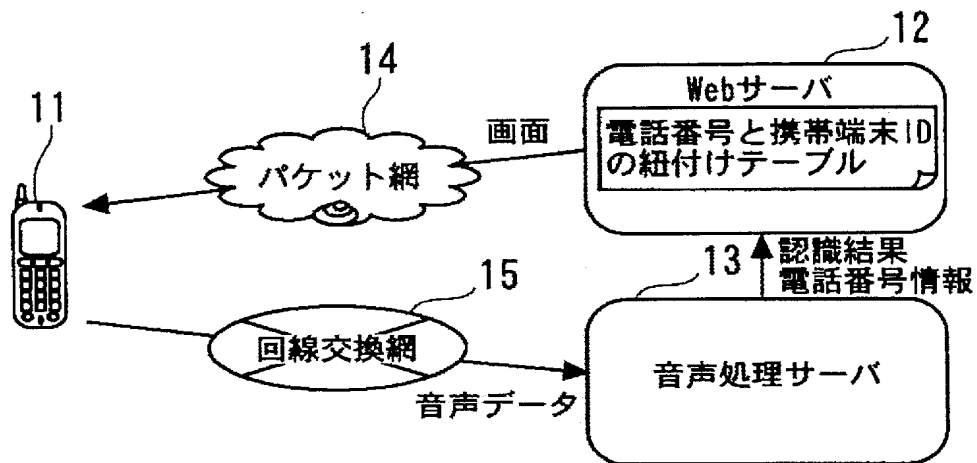 12
Webサーバ
電話番号と携帯端末ID
の紐付けテーブル
14
画面
パケット網
11
認識結果
電話番号情報
13
15
回線交換網
音声データ
音声処理サーバ